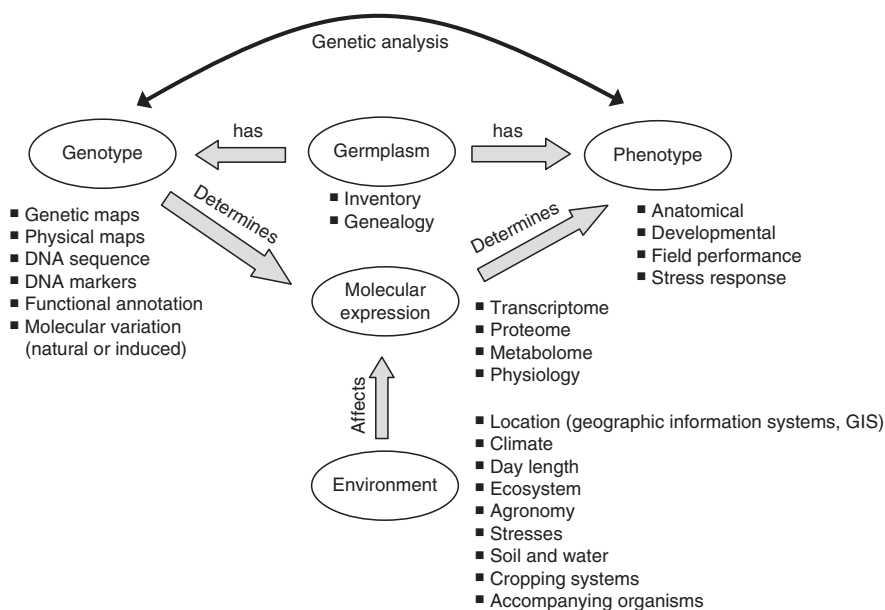 Genetic analysis
has
has
Genotype
Germplasm
Phenotype
Determines
Determines
■ Inventory
■ Genealogy
■ Genetic maps
■ Physical maps
■ DNA sequence
■ DNA markers
■ Functional annotation
■ Molecular variation
(natural or induced)
■ Anatomical
■ Developmental
■ Field performance
■ Stress response
Molecular
expression
■ Transcriptome
■ Proteome
■ Metabolome
■ Physiology
Affects
Environment
■ Location (geographic information systems, GIS)
■ Climate
■ Day length
■ Ecosystem
■ Agronomy
■ Stresses
■ Soil and water
■ Cropping systems
■ Accompanying organisms